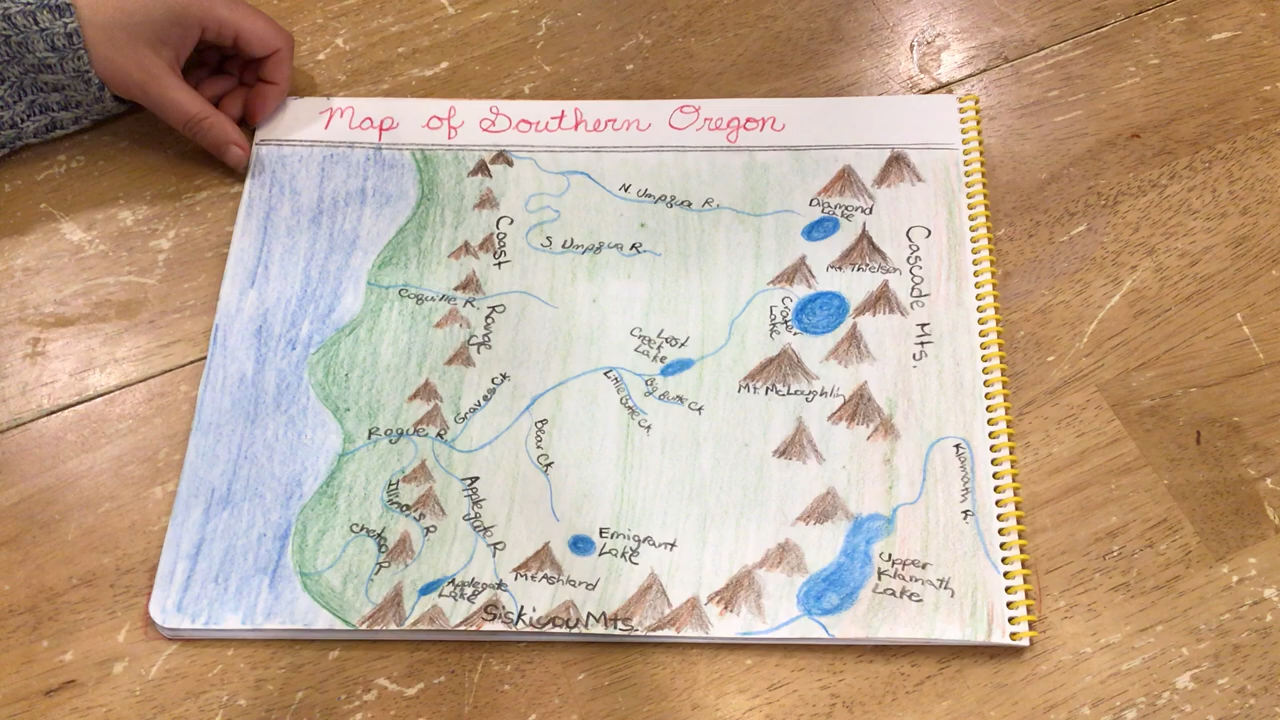 Map of Southern Oregon
N. Umpqua R.
Diamond
Lake
Coast
Range
S. Umpqua R.
Cascade Mts.
Mt. Thielsen
Coquille R.
Crater
Lake
Lost
Creek
Lake
Mt. McLoughlin
Big Butte Ck
Little Butte Ck.
Graves Ck
Rogue R.
Bear Ck.
Klamath R.
Illinois R.
Applegate R.
Chetco R.
Emigrant
Lake
Upper
Klamath
Lake
Mt Ashland
Applegate
Lake
Siskiyou Mts.